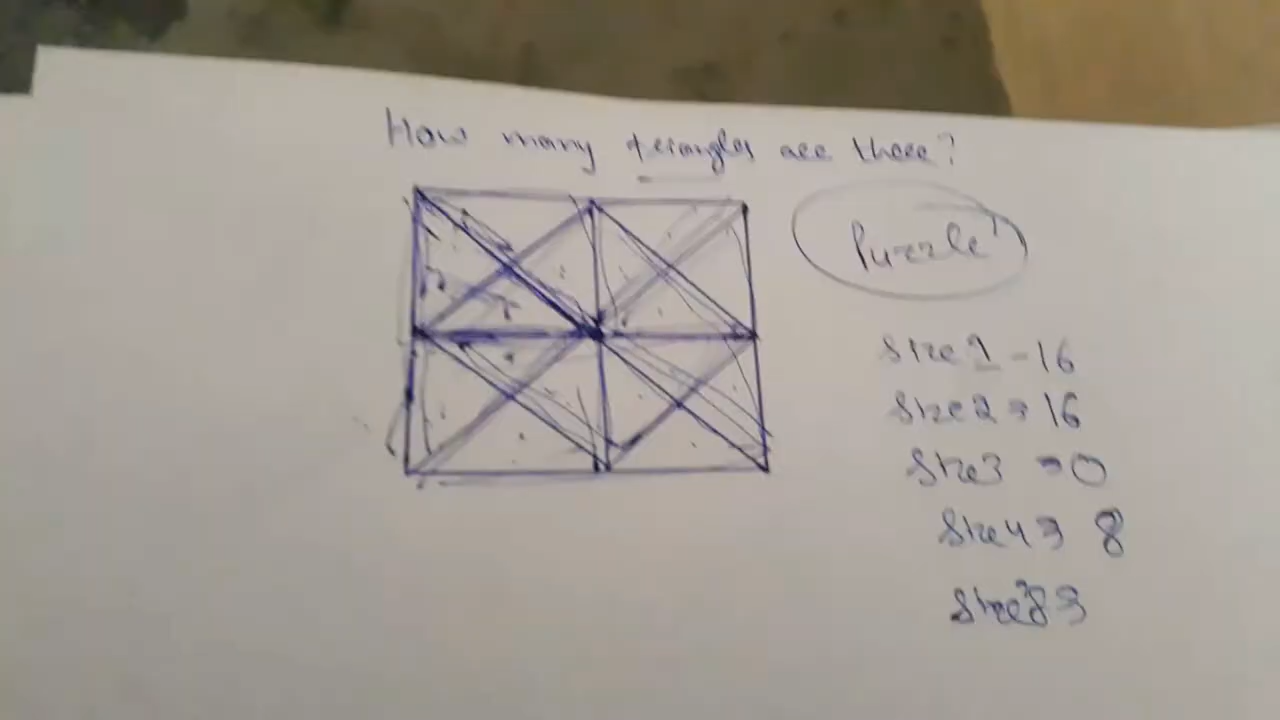 How many triangles are there?
Puzzle
Size 1 - 16
Size 2 = 16
Size 3 = 0
Size 4 = 8
Size 8 =